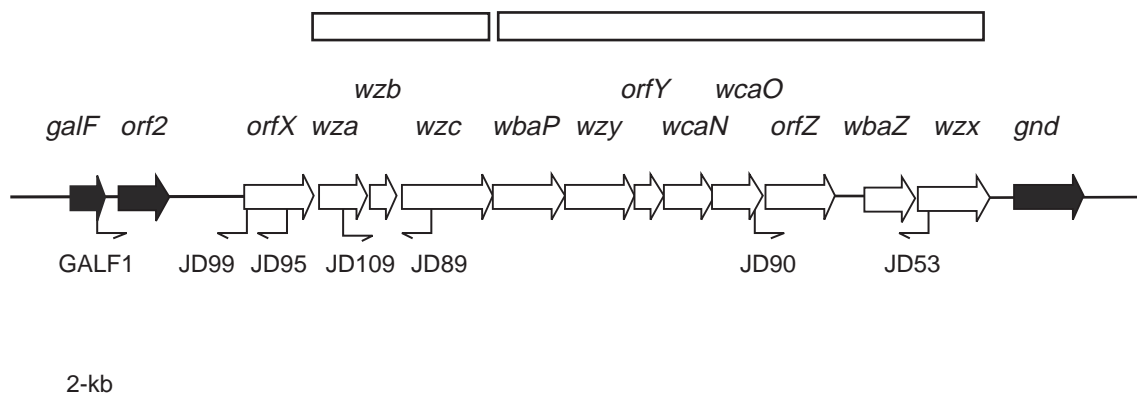 wzb orfY wcaO
galF orf2 orfX wza wzc wbaP wzy wcaN orfZ wbaZ wzx gnd
GALF1 JD99 JD95 JD109 JD89 JD90 JD53
2-kb